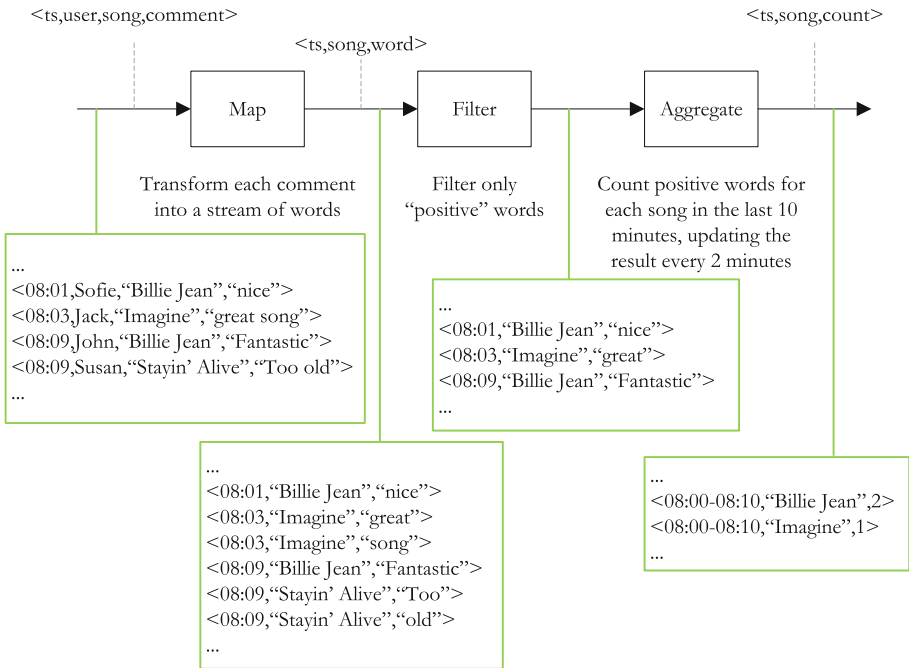 <ts,user,song,comment>
<ts,song,word>
<ts,song,count>
Map
Filter
Aggregate
Transform each comment
into a stream of words
Filter only
“positive” words
Count positive words for
each song in the last 10
minutes, updating the
result every 2 minutes
...
<08:01,Sofie,“Billie Jean”,“nice”>
<08:03,Jack,“Imagine”,“great song”>
<08:09,John,“Billie Jean”,“Fantastic”>
<08:09,Susan,“Stayin’ Alive”,“Too old”>
...
...
<08:01,“Billie Jean”,“nice”>
<08:03,“Imagine”,“great”>
<08:09,“Billie Jean”,“Fantastic”>
...
...
<08:01,“Billie Jean”,“nice”>
<08:03,“Imagine”,“great”>
<08:03,“Imagine”,“song”>
<08:09,“Billie Jean”,“Fantastic”>
<08:09,“Stayin’ Alive”,“Too”>
<08:09,“Stayin’ Alive”,“old”>
...
...
<08:00-08:10,“Billie Jean”,2>
<08:00-08:10,“Imagine”,1>
...